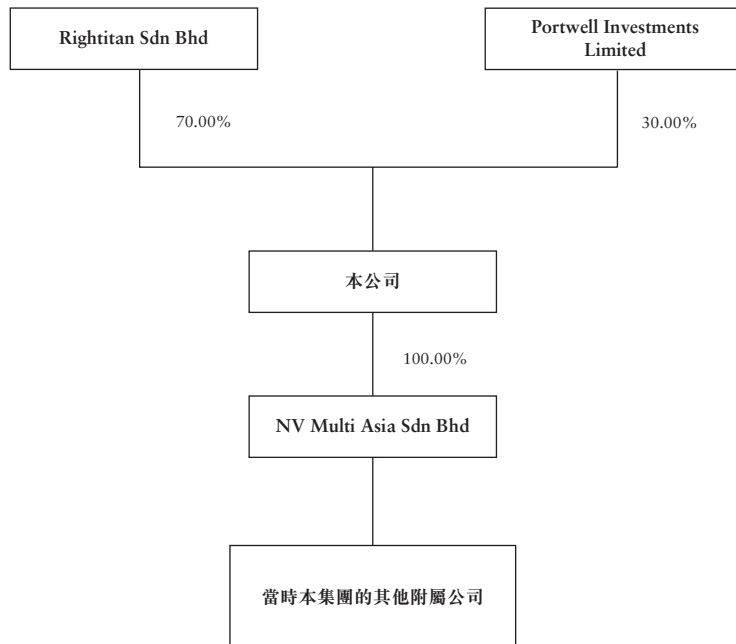 Rightitan Sdn Bhd
Portwell Investments
Limited
70.00%
30.00%
本公司
100.00%
NV Multi Asia Sdn Bhd
當時本集團的其他附屬公司